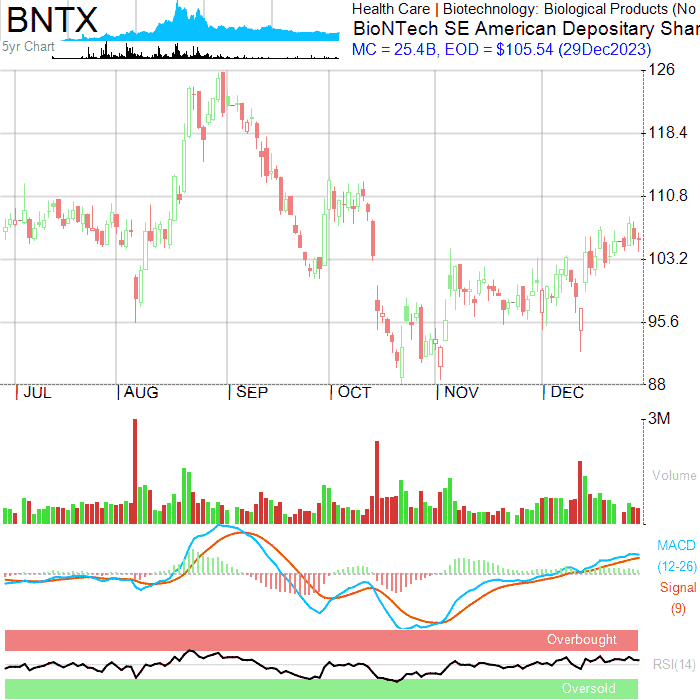 BNTX
5yr Chart
Health Care | Biotechnology: Biological Products (No
BioNTech SE American Depositary Shar
MC = 25.4B, EOD = $105.54 (29Dec2023)
126
118.4
110.8
103.2
95.6
88
JUL AUG SEP OCT NOV DEC
3M
Volume
MACD
(12-26)
Signal
(9)
Overbought
RSI(14)
Oversold